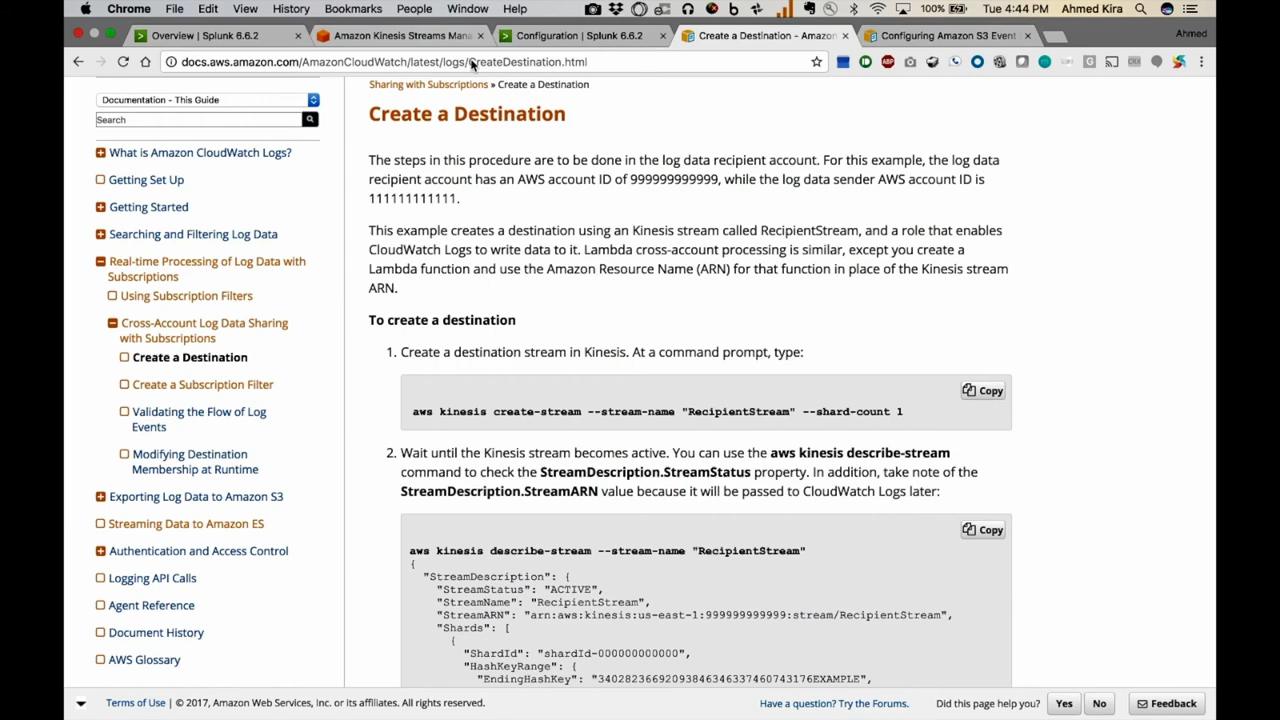 Chrome File Edit View History Bookmarks People Window Help 100% Tue 4:44 PM Ahmed Kira
Overview | Splunk 6.6.2 × Amazon Kinesis Streams Mana × Configuration | Splunk 6.6.2 × Create a Destination - Amazon × Configuring Amazon S3 Event × Ahmed
docs.aws.amazon.com/AmazonCloudWatch/latest/logs/CreateDestination.html
Documentation - This Guide
Search
What is Amazon CloudWatch Logs?
Getting Set Up
Getting Started
Searching and Filtering Log Data
Real-time Processing of Log Data with
Subscriptions
Using Subscription Filters
Cross-Account Log Data Sharing
with Subscriptions
Create a Destination
Create a Subscription Filter
Validating the Flow of Log
Events
Modifying Destination
Membership at Runtime
Exporting Log Data to Amazon S3
Streaming Data to Amazon ES
Authentication and Access Control
Logging API Calls
Agent Reference
Document History
AWS Glossary
Sharing with Subscriptions » Create a Destination
Create a Destination
The steps in this procedure are to be done in the log data recipient account. For this example, the log data
recipient account has an AWS account ID of 999999999999, while the log data sender AWS account ID is
111111111111.
This example creates a destination using an Kinesis stream called RecipientStream, and a role that enables
CloudWatch Logs to write data to it. Lambda cross-account processing is similar, except you create a
Lambda function and use the Amazon Resource Name (ARN) for that function in place of the Kinesis stream
ARN.
To create a destination
1. Create a destination stream in Kinesis. At a command prompt, type:
Copy
aws kinesis create-stream --stream-name "RecipientStream" --shard-count 1
2. Wait until the Kinesis stream becomes active. You can use the aws kinesis describe-stream
command to check the StreamDescription.StreamStatus property. In addition, take note of the
StreamDescription.StreamARN value because it will be passed to CloudWatch Logs later:
Copy
aws kinesis describe-stream --stream-name "RecipientStream"
{
"StreamDescription": {
"StreamStatus": "ACTIVE",
"StreamName": "RecipientStream",
"StreamARN": "arn:aws:kinesis:us-east-1:999999999999:stream/RecipientStream",
"Shards": [
{
"ShardId": "shardId-000000000000",
"HashKeyRange": {
"EndingHashKey": "34028236692093846346337460743176EXAMPLE",
Terms of Use | © 2017, Amazon Web Services, Inc. or its affiliates. All rights reserved. Have a question? Try the Forums. Did this page help you? Yes No Feedback